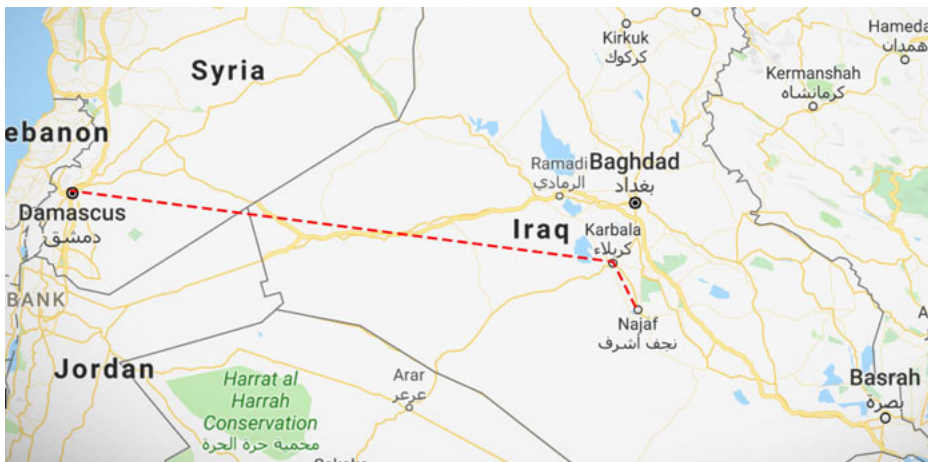 Kirkuk
كركوك
Hameda
همدان
Syria
Kermanshah
كرمانشاه
ebanon
Ramadi
الرمادي
Baghdad
بغداد
Damascus
دمشق
Iraq
Karbala
كربلاء
BANK
Najaf
نجف اشرف
Jordan
Arar
عرعر
Basrah
بصرة
Harrat al
Harrah
Conservation
محمية حرة الحرة